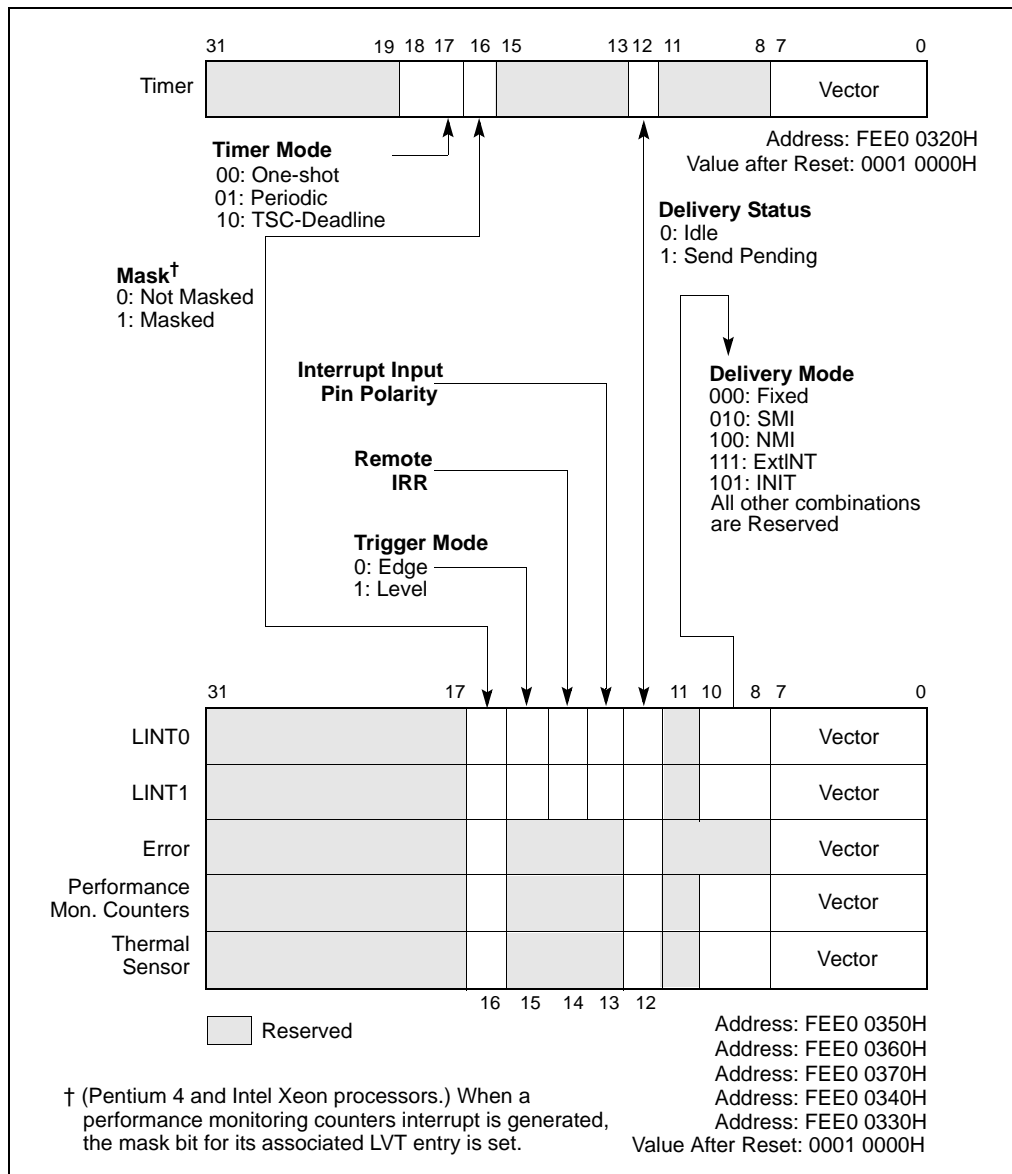 31 19 18 17 16 15 13 12 11 8 7 0
Timer
Vector
Address: FEE0 0320H
Value after Reset: 0001 0000H
Timer Mode
00: One-shot
01: Periodic
10: TSC-Deadline
Delivery Status
0: Idle
1: Send Pending
Mask†
0: Not Masked
1: Masked
Interrupt Input
Pin Polarity
Delivery Mode
000: Fixed
010: SMI
100: NMI
111: ExtlNT
101: INIT
All other combinations
are Reserved
Remote
IRR
Trigger Mode
0: Edge
1: Level
31 17 11 10 8 7 0
LINT0 Vector
LINT1 Vector
Error Vector
Performance
Mon. Counters
Vector
Thermal
Sensor
Vector
16 15 14 13 12
Reserved
Address: FEE0 0350H
Address: FEE0 0360H
Address: FEE0 0370H
Address: FEE0 0340H
Address: FEE0 0330H
Value After Reset: 0001 0000H
† (Pentium 4 and Intel Xeon processors.) When a
performance monitoring counters interrupt is generated,
the mask bit for its associated LVT entry is set.